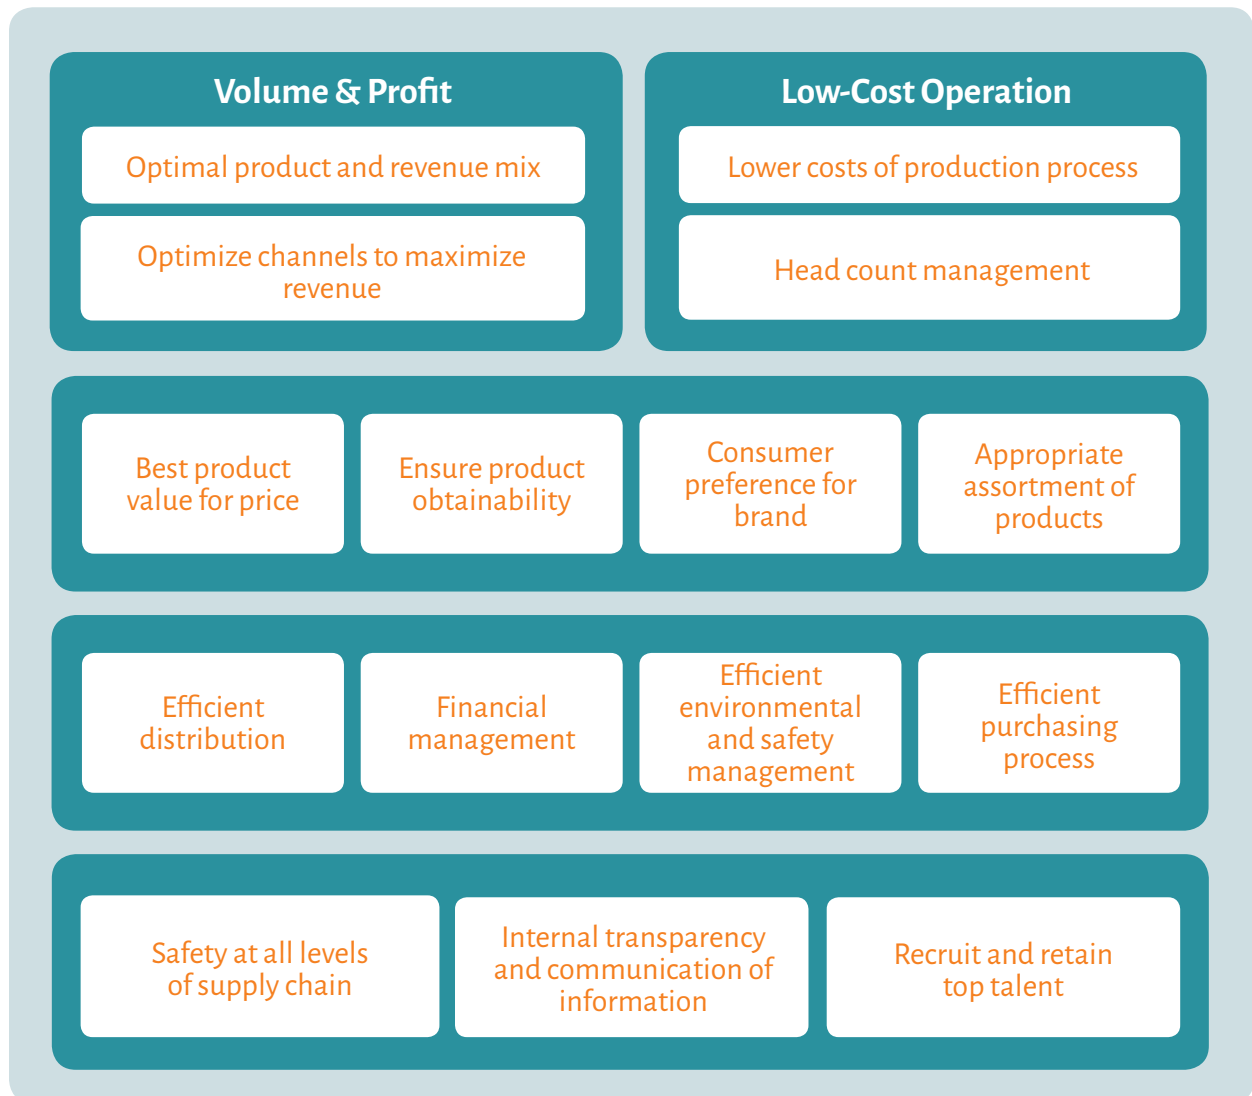 Volume & Profit
Optimal product and revenue mix
Optimize channels to maximize
revenue
Low-Cost Operation
Lower costs of production process
Head count management
Best product
value for price
Ensure product
obtainability
Consumer
preference for
brand
Appropriate
assortment of
products
Efficient
distribution
Financial
management
Efficient
environmental
and safety
management
Efficient
purchasing
process
Safety at all levels
of supply chain
Internal transparency
and communication of
information
Recruit and retain
top talent